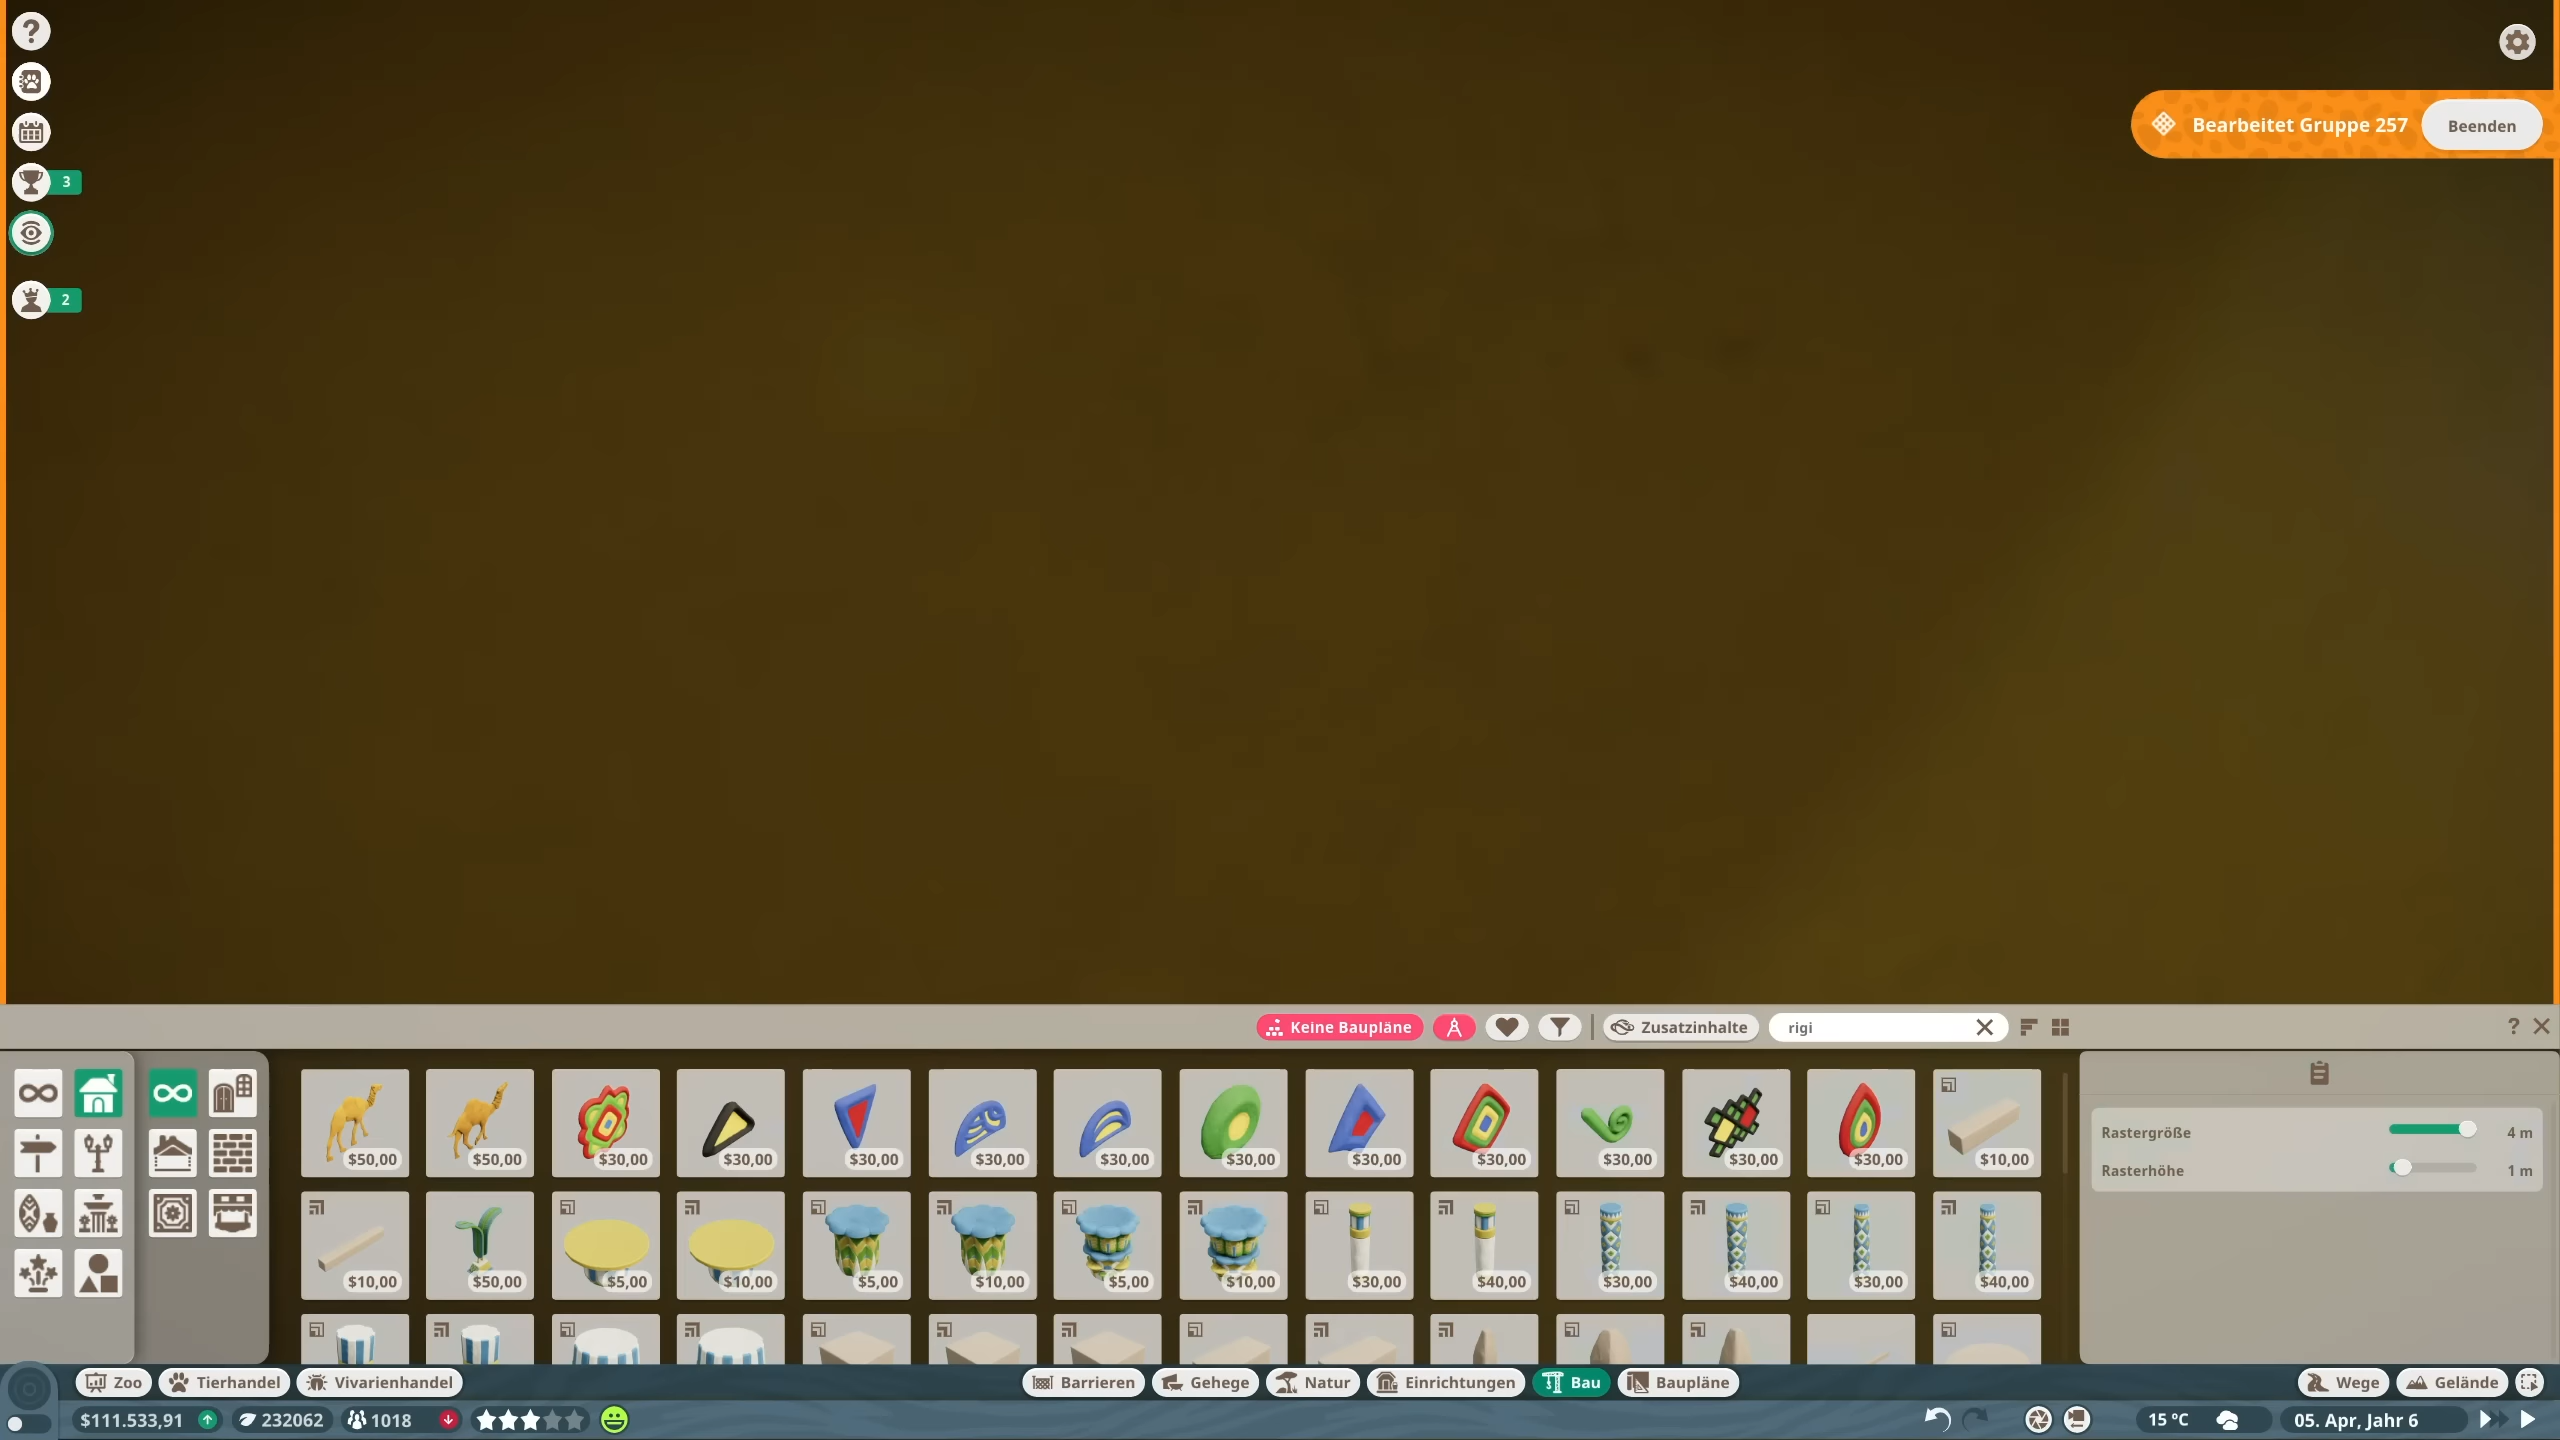 Bearbeitet Gruppe 257
Beenden
3
2
Keine Baupläne
Zusatzinhalte
rigi
?
$50,00
$50,00
$30,00
$30,00
$30,00
$30,00
$30,00
$30,00
$30,00
$30,00
$30,00
$30,00
$30,00
$10,00
$10,00
$50,00
$5,00
$10,00
$5,00
$10,00
$5,00
$10,00
$30,00
$40,00
$30,00
$40,00
$30,00
$40,00
Rastergröße
4 m
Rasterhöhe
1 m
Zoo
Tierhandel
Vivarienhandel
Barrieren
Gehege
Natur
Einrichtungen
Bau
Baupläne
Wege
Gelände
$111.533,91
232062
1018
15 °C
05. Apr, Jahr 6